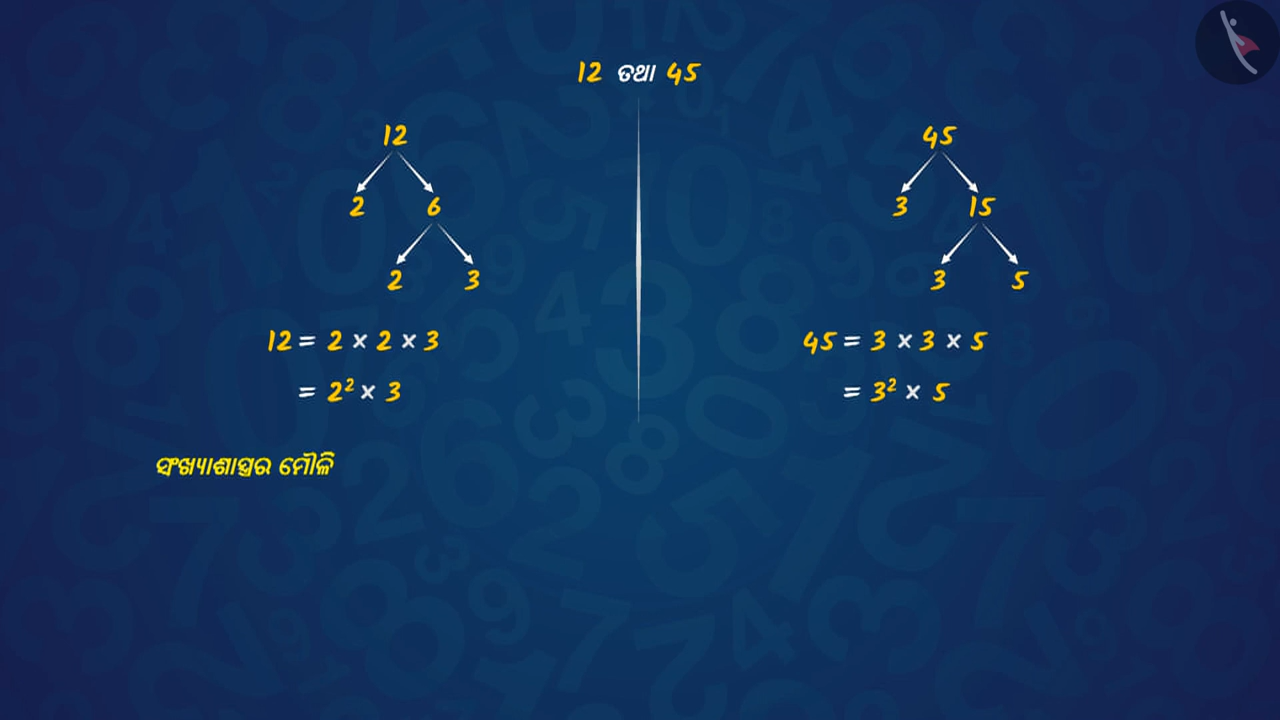 12 ତଥା 45
12
2 6
2 3
12 = 2 × 2 × 3
= 2² × 3
45
3 15
3 5
45 = 3 × 3 × 5
= 3² × 5
ସଂଖ୍ୟାଶାସ୍ତ୍ରର ମୌଳି